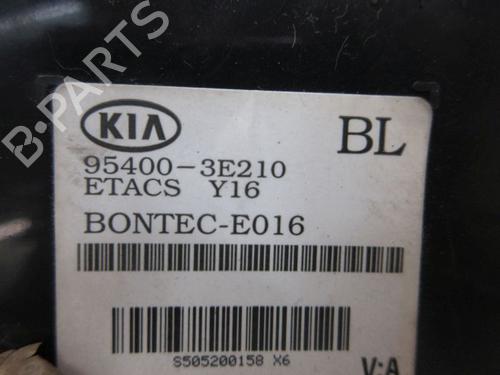 KIA
BL
95400-3E210
ETACS Y16
BONTEC-E016
S505200158 X6
V:A
B-PARTS